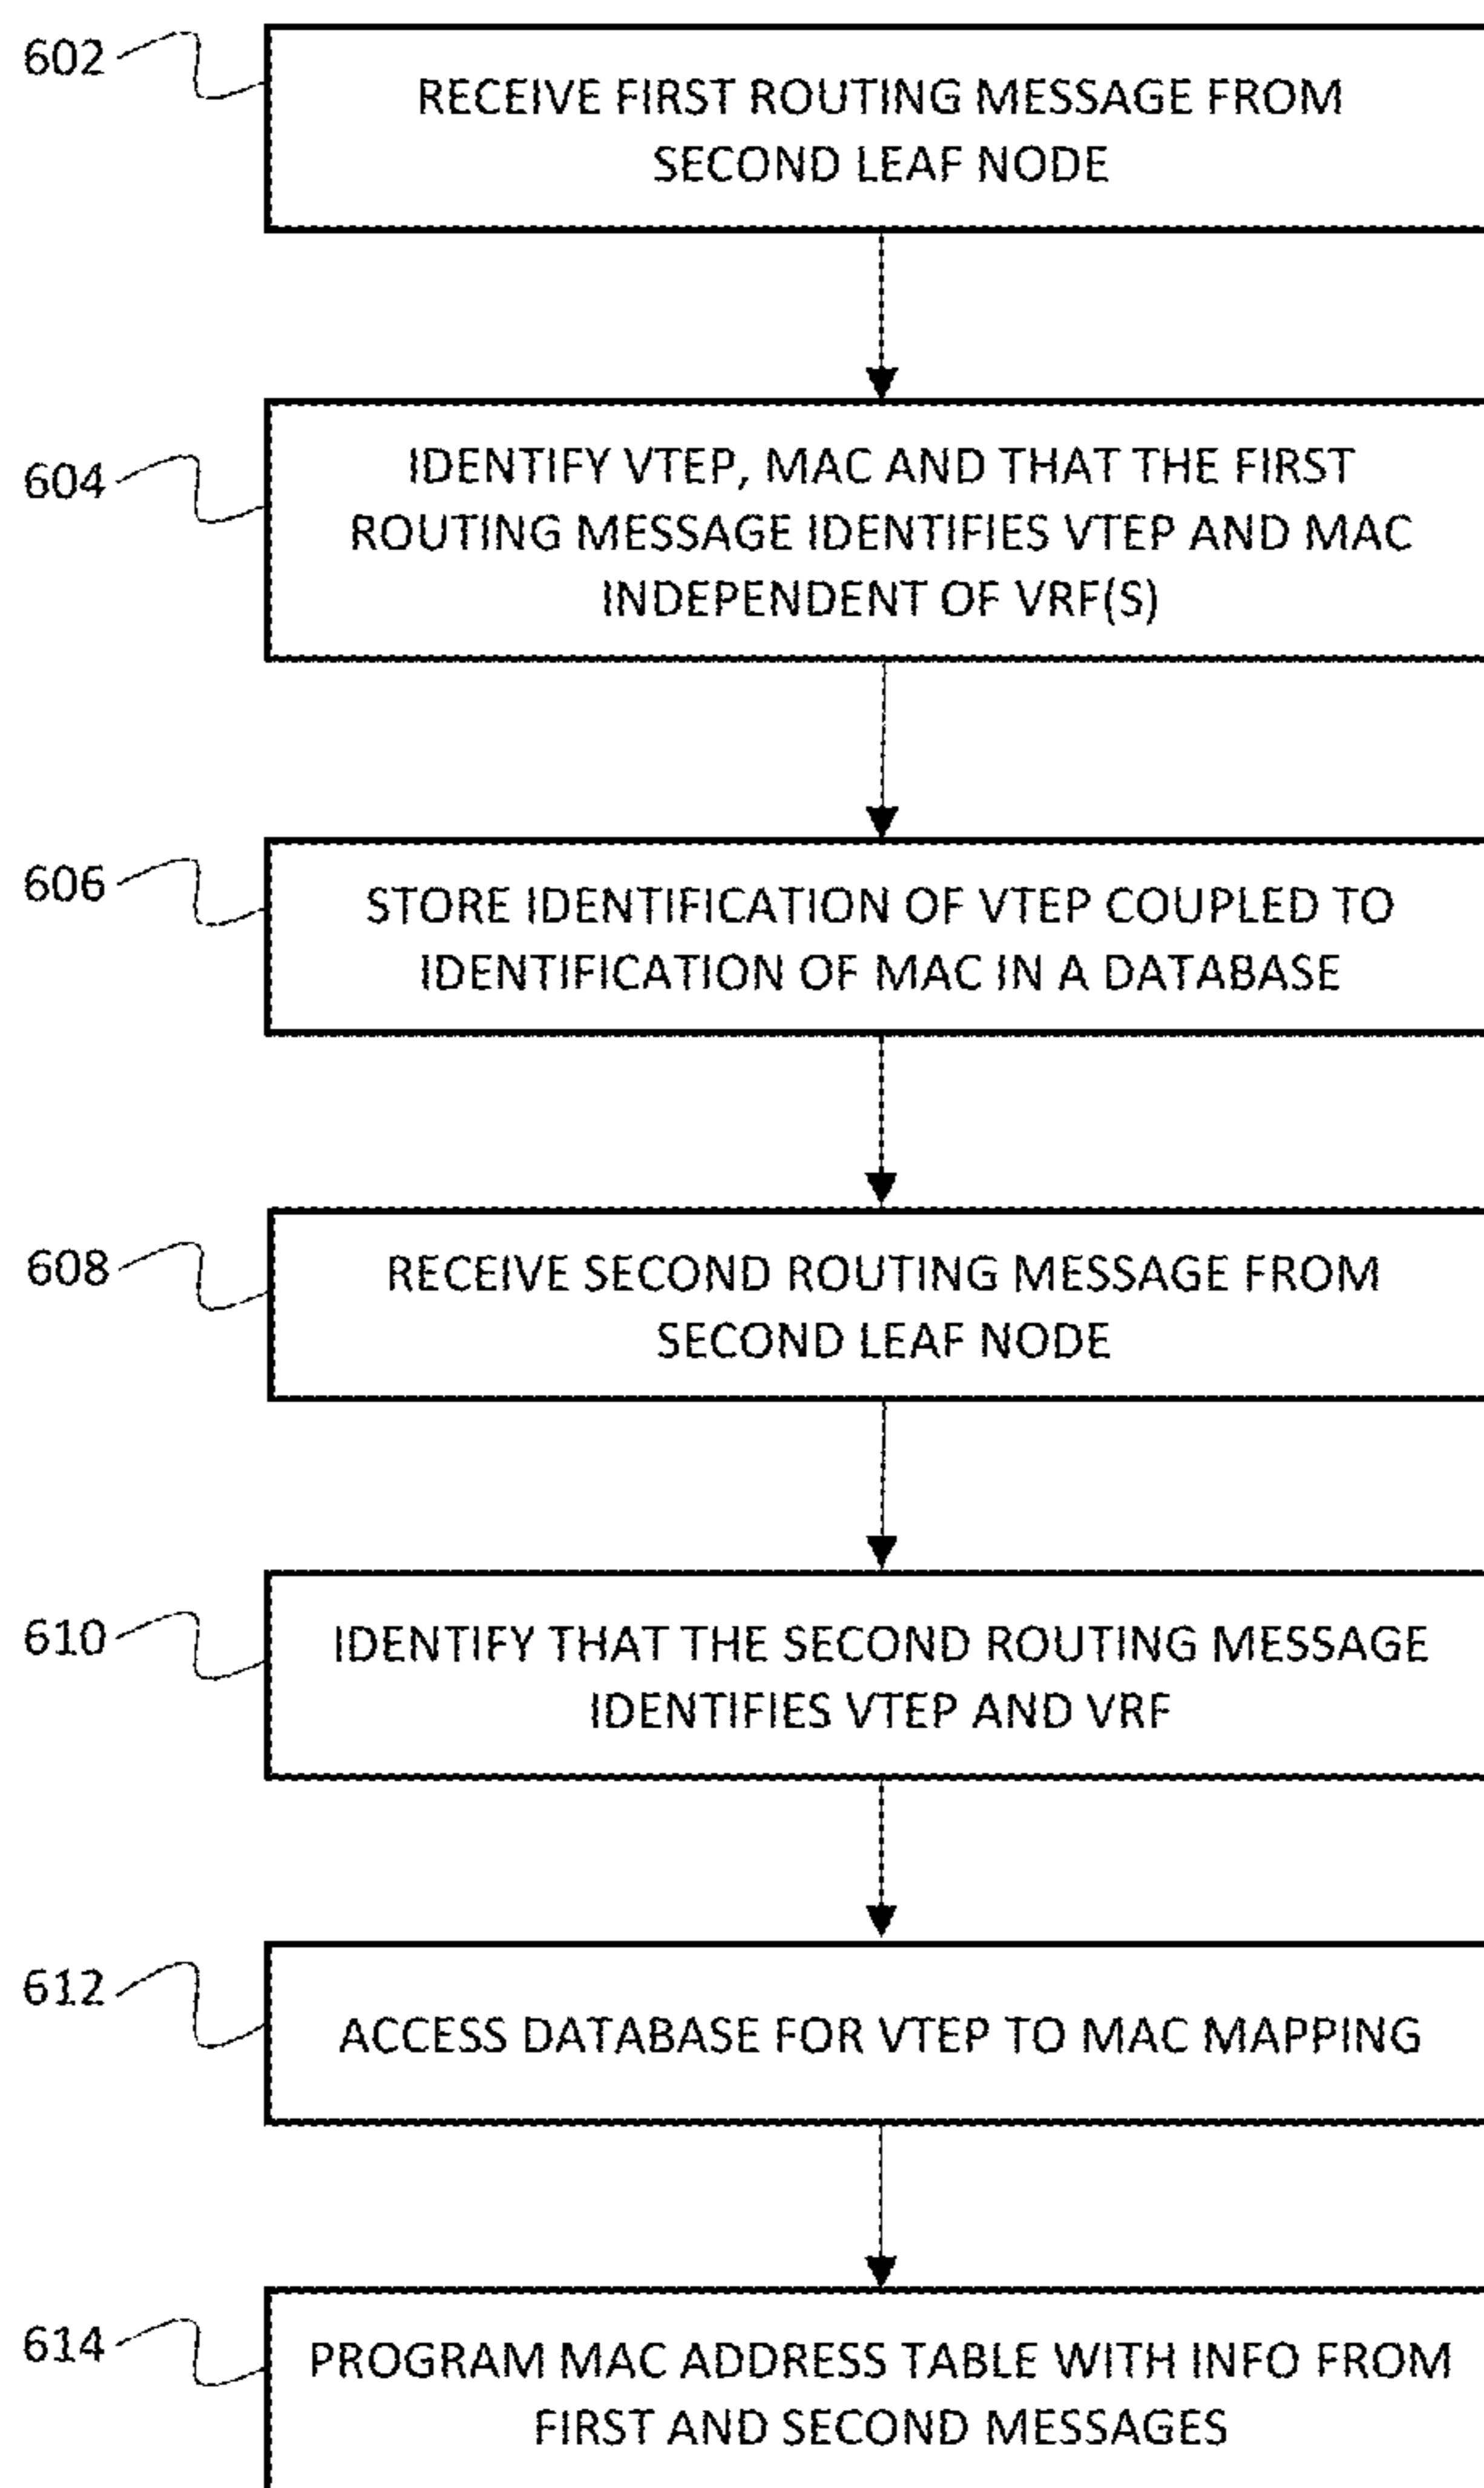 602
RECEIVE FIRST ROUTING MESSAGE FROM
SECOND LEAF NODE
604
IDENTIFY VTEP, MAC AND THAT THE FIRST
ROUTING MESSAGE IDENTIFIES VTEP AND MAC
INDEPENDENT OF VRF(S)
606
STORE IDENTIFICATION OF VTEP COUPLED TO
IDENTIFICATION OF MAC IN A DATABASE
608
RECEIVE SECOND ROUTING MESSAGE FROM
SECOND LEAF NODE
610
IDENTIFY THAT THE SECOND ROUTING MESSAGE
IDENTIFIES VTEP AND VRF
612
ACCESS DATABASE FOR VTEP TO MAC MAPPING
614
PROGRAM MAC ADDRESS TABLE WITH INFO FROM
FIRST AND SECOND MESSAGES